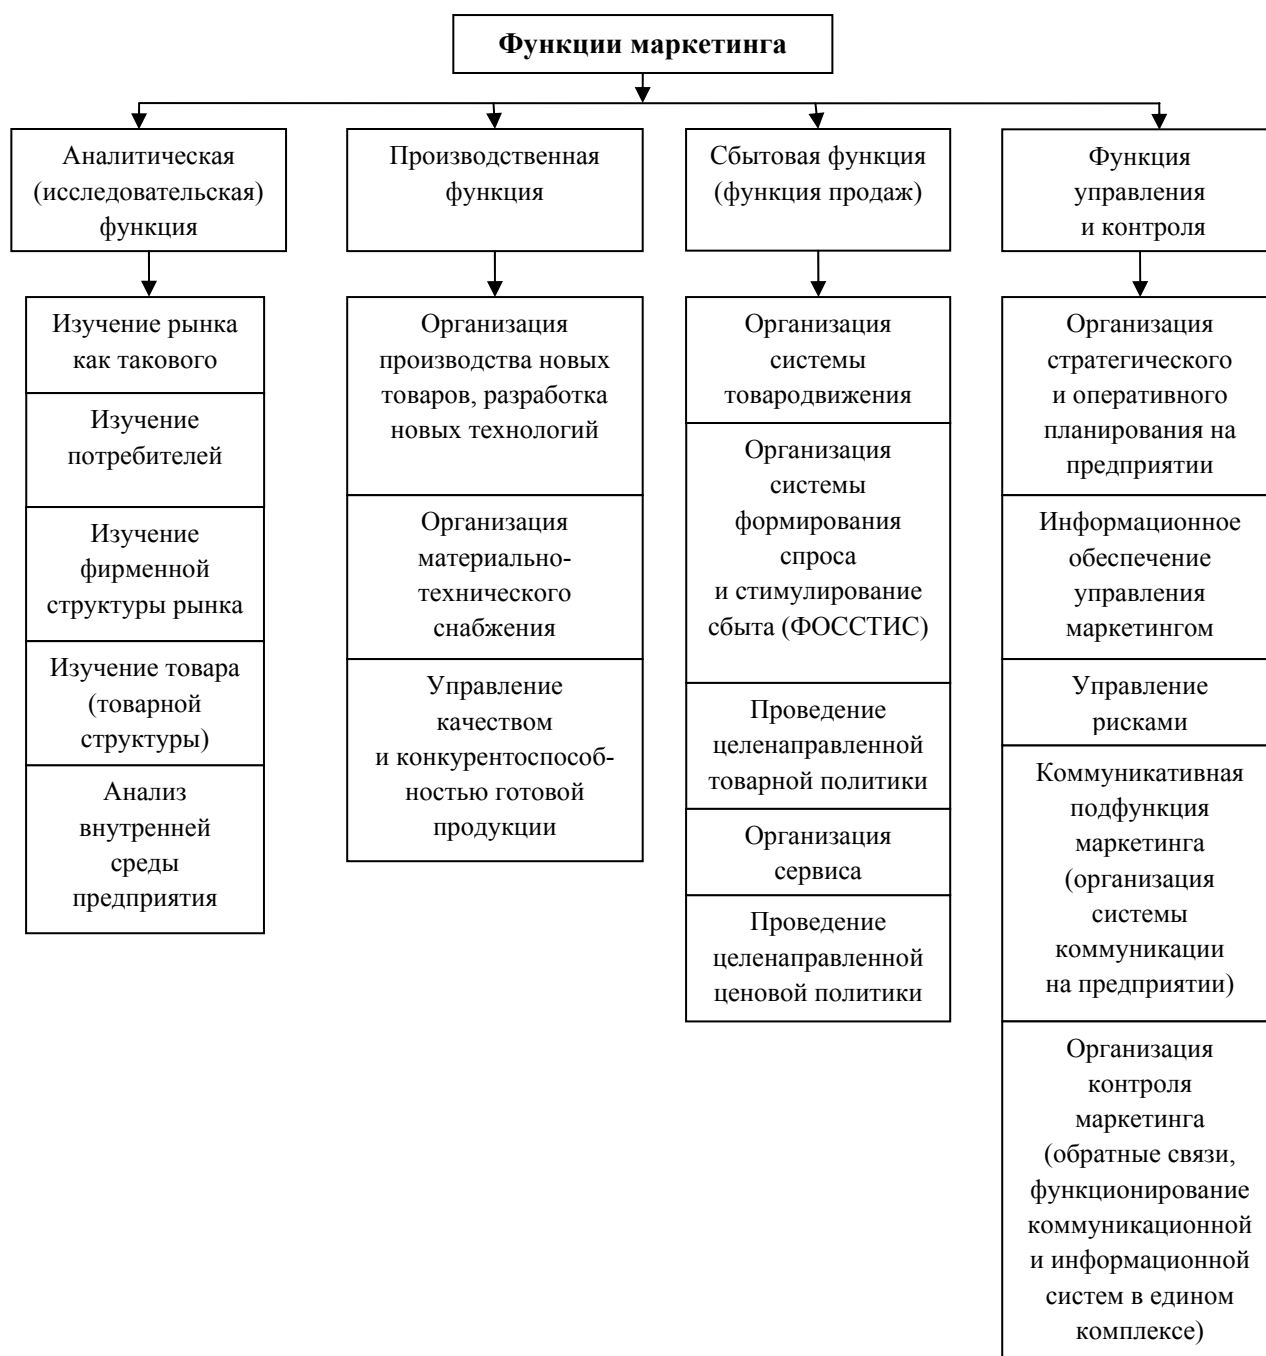 Функции маркетинга
Аналитическая
(исследовательская)
функция
Изучение рынка
как такового
Изучение
потребителей
Изучение
фирменной
структуры рынка
Изучение товара
(товарной
структуры)
Анализ
внутренней
среды
предприятия
Производственная
функция
Организация
производства новых
товаров, разработка
новых технологий
Организация
материально-
технического
снабжения
Управление
качеством
и конкурентоспособ-
ностью готовой
продукции
Сбытовая функция
(функция продаж)
Организация
системы
товародвижения
Организация
системы
формирования
спроса
и стимулирование
сбыта (ФОССТИС)
Проведение
целенаправленной
товарной политики
Организация
сервиса
Проведение
целенаправленной
ценовой политики
Функция
управления
и контроля
Организация
стратегического
и оперативного
планирования на
предприятии
Информационное
обеспечение
управления
маркетингом
Управление
рисками
Коммуникативная
подфункция
маркетинга
(организация
системы
коммуникации
на предприятии)
Организация
контроля
маркетинга
(обратные связи,
функционирование
коммуникационной
и информационной
систем в едином
комплексе)